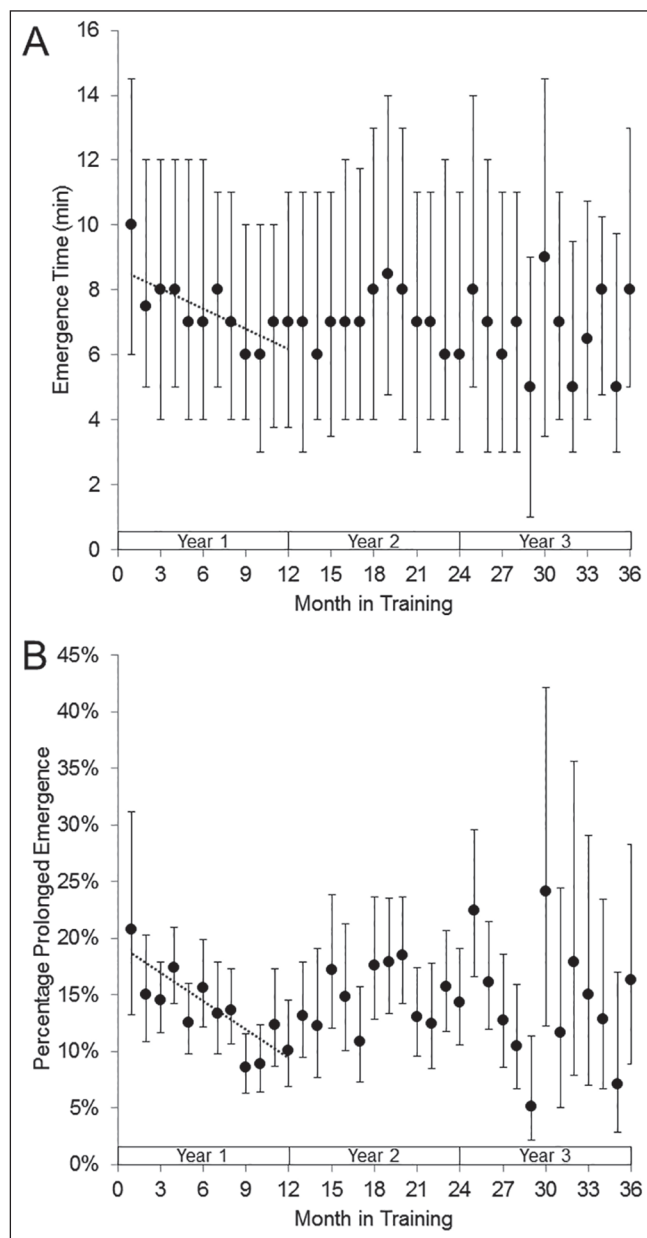 A
Emergence Time (min)
16
14
12
10
8
6
4
2
0
Year 1 Year 2 Year 3
0 3 6 9 12 15 18 21 24 27 30 33 36
Month in Training
B
Percentage Prolonged Emergence
45%
40%
35%
30%
25%
20%
15%
10%
5%
0%
Year 1 Year 2 Year 3
0 3 6 9 12 15 18 21 24 27 30 33 36
Month in Training